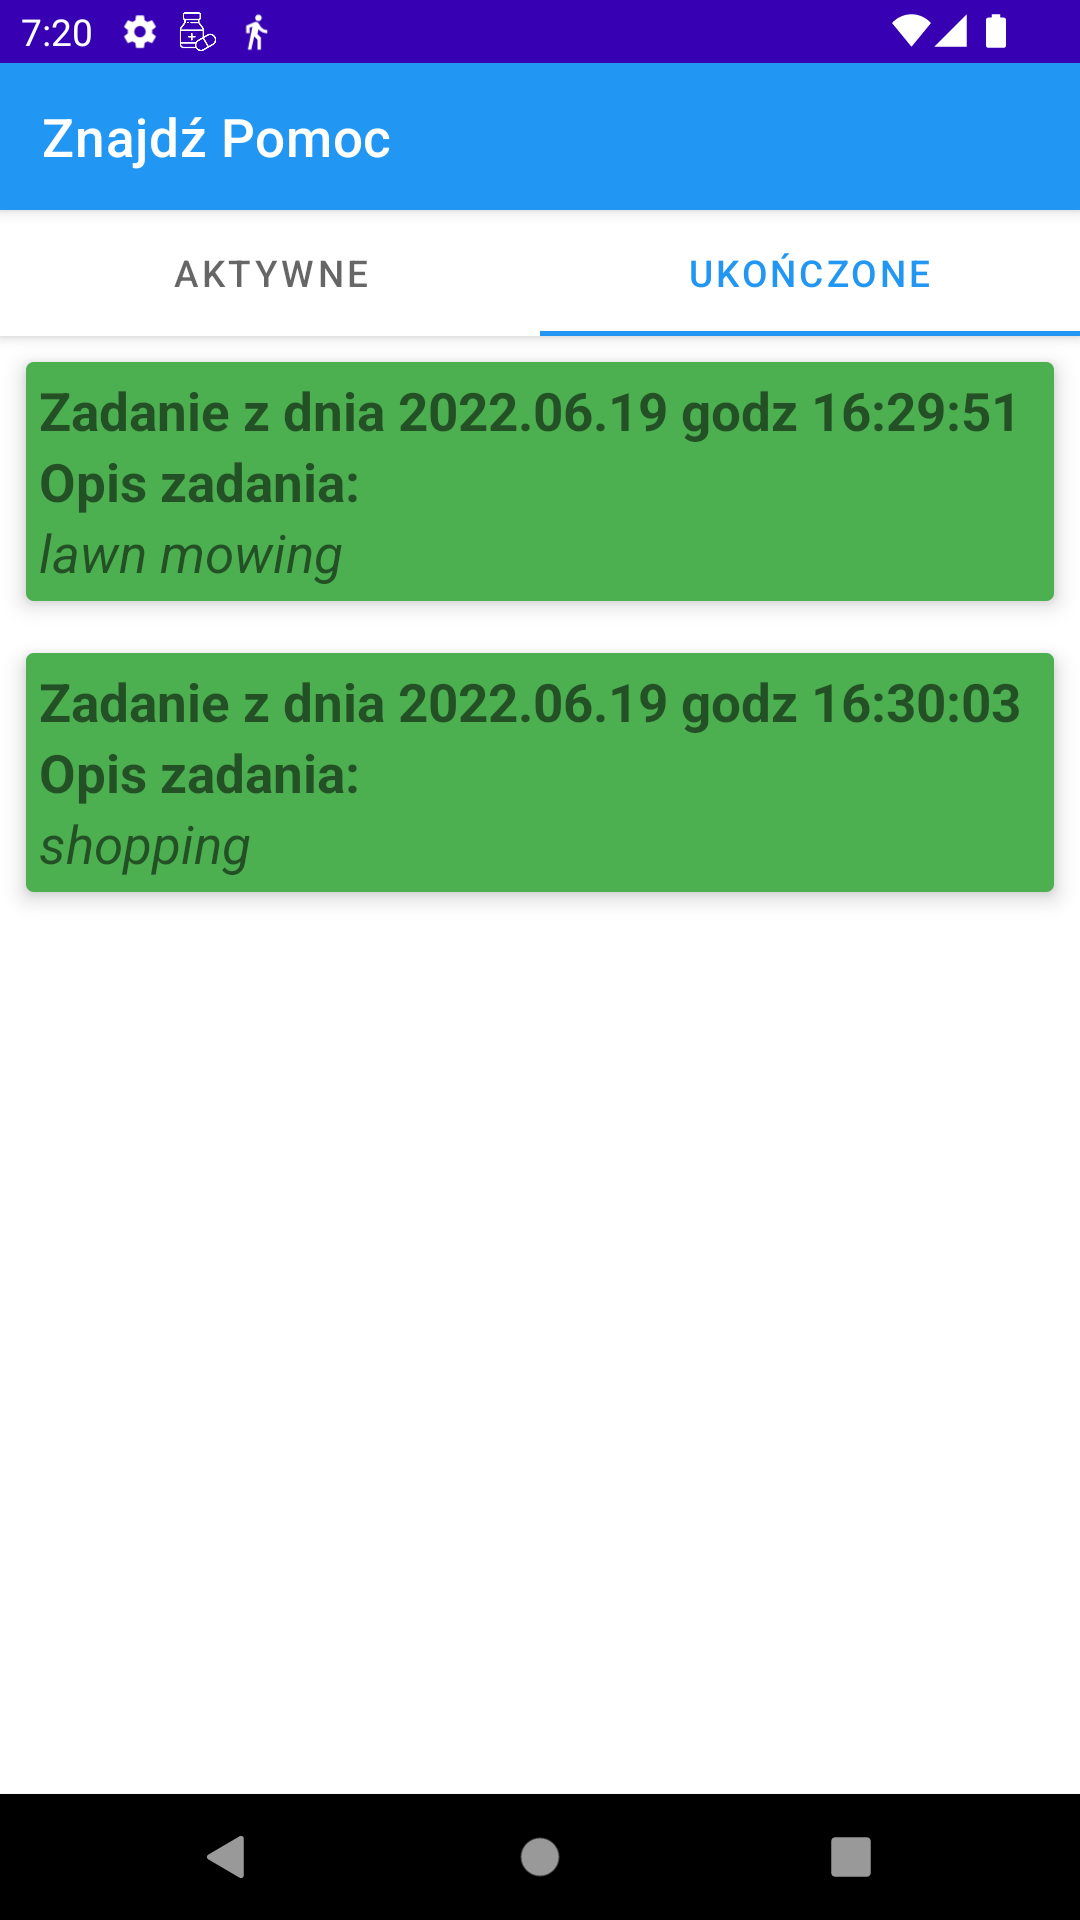 7:20
Znajdź Pomoc
AKTYWNE
UKOŃCZONE
Zadanie z dnia 2022.06.19 godz 16:29:51
Opis zadania:
lawn mowing
Zadanie z dnia 2022.06.19 godz 16:30:03
Opis zadania:
shopping